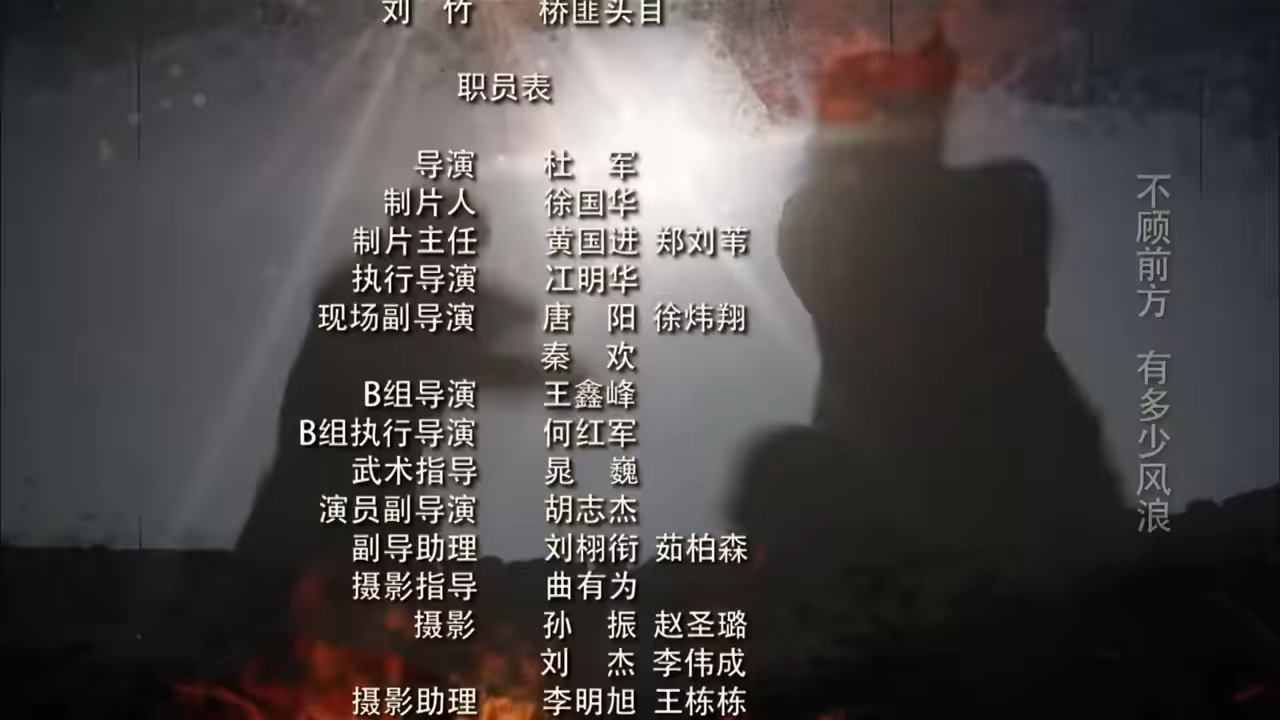 刘 竹 桥匪头目
职员表
导演 杜 军
制片人 徐国华
制片主任 黄国进 郑刘苇
执行导演 冮明华
现场副导演 唐 阳 徐炜翔
秦 欢
B组导演 王鑫峰
B组执行导演 何红军
武术指导 晁 巍
演员副导演 胡志杰
副导助理 刘栩衔 茹柏森
摄影指导 曲有为
摄影 孙 振 赵圣璐
刘 杰 李伟成
摄影助理 李明旭 王栋栋
不顾前方 有多少风浪